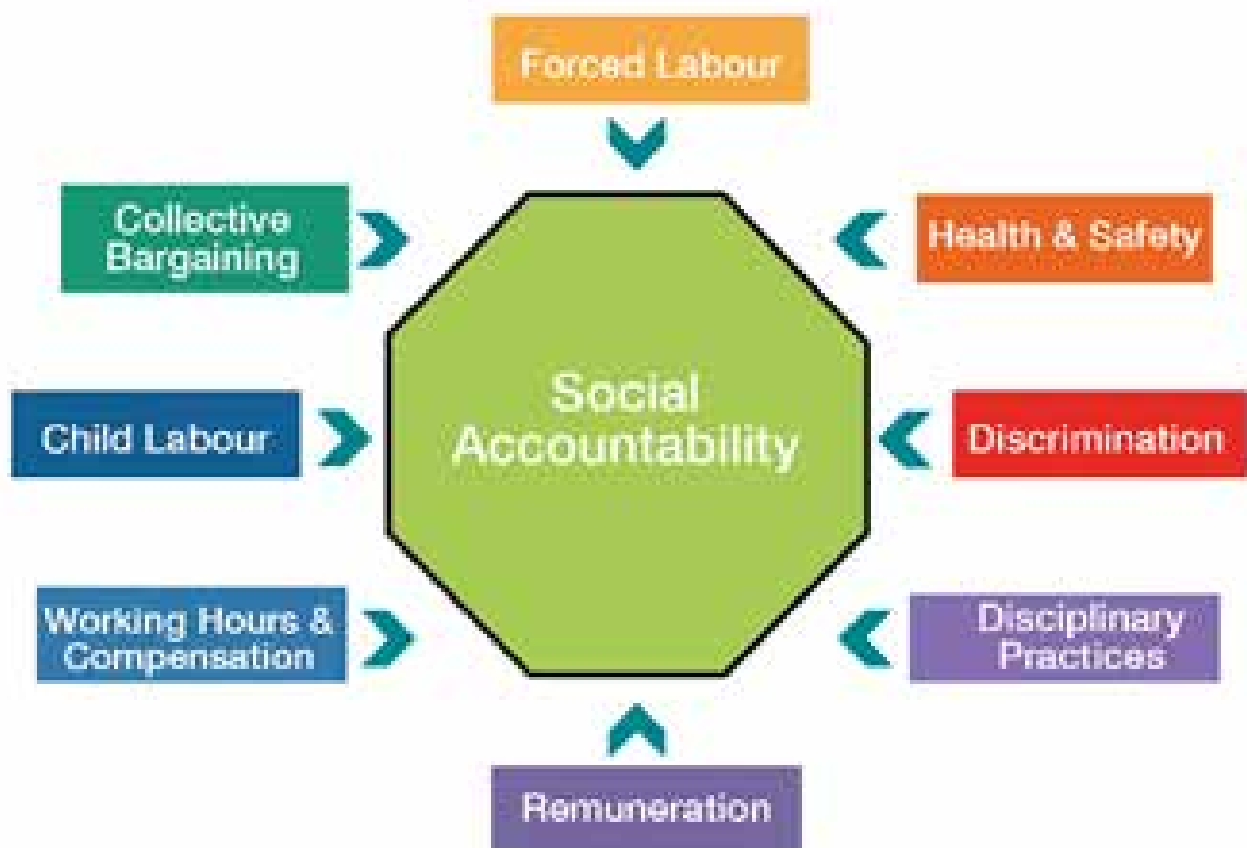 Forced Labour
Collective
Bargaining
Health & Safety
Social
Accountability
Child Labour
Discrimination
Working Hours &
Compensation
Disciplinary
Practices
Remuneration